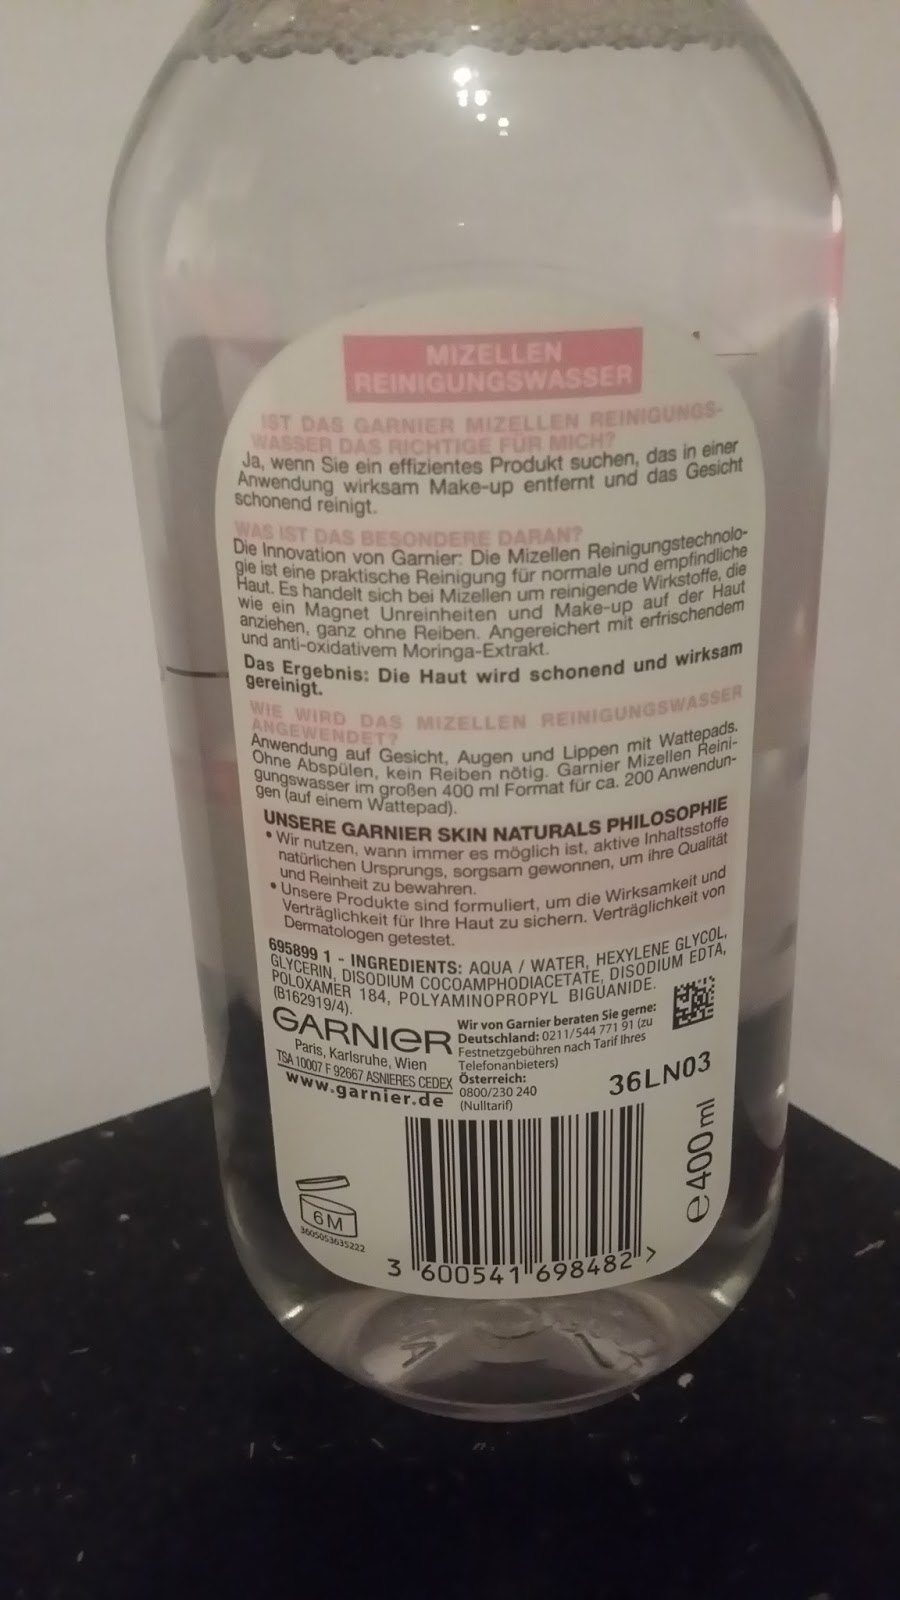 MIZELLEN
REINIGUNGSWASSER
IST DAS GARNIER MIZELLEN REINIGUNGS-
WASSER DAS RICHTIGE FÜR MICH?
Ja, wenn Sie ein effizientes Produkt suchen, das in einer
Anwendung wirksam Make-up entfernt und das Gesicht
schonend reinigt.
WAS IST DAS BESONDERE DARAN?
Die Innovation von Garnier: Die Mizellen Reinigungstechnolo-
gie ist eine praktische Reinigung für normale und empfindliche
Haut. Es handelt sich bei Mizellen um reinigende Wirkstoffe, die
wie ein Magnet Unreinheiten und Make-up auf der Haut
anziehen, ganz ohne Reiben. Angereichert mit erfrischendem
und anti-oxidativem Moringa-Extrakt.
Das Ergebnis: Die Haut wird schonend und wirksam
gereinigt.
WIE WIRD DAS MIZELLEN REINIGUNGSWASSER
ANGEWENDET?
Anwendung auf Gesicht, Augen und Lippen mit Wattepads.
Ohne Abspülen, kein Reiben nötig. Garnier Mizellen Reini-
gungswasser im großen 400 ml Format für ca. 200 Anwendun-
gen (auf einem Wattepad).
UNSERE GARNIER SKIN NATURALS PHILOSOPHIE
• Wir nutzen, wann immer es möglich ist, aktive Inhaltsstoffe
natürlichen Ursprungs, sorgsam gewonnen, um ihre Qualität
und Reinheit zu bewahren.
• Unsere Produkte sind formuliert, um die Wirksamkeit und
Verträglichkeit für Ihre Haut zu sichern. Verträglichkeit von
Dermatologen getestet.
695899 1 - INGREDIENTS: AQUA / WATER, HEXYLENE GLYCOL,
GLYCERIN, DISODIUM COCOAMPHODIACETATE, DISODIUM EDTA,
POLOXAMER 184, POLYAMINOPROPYL BIGUANIDE.
(B162919/4).
GARNIER
Paris, Karlsruhe, Wien
TSA 10007 F 92667 ASNIERES CEDEX
www.garnier.de
Wir von Garnier beraten Sie gerne:
Deutschland: 0211/544 771 91 (zu
Festnetzgebühren nach Tarif Ihres
Telefonanbieters)
Österreich:
0800/230 240
(Nulltarif)
36LN03
e 400 ml
6M
3605053635222
3 600541 698482 >